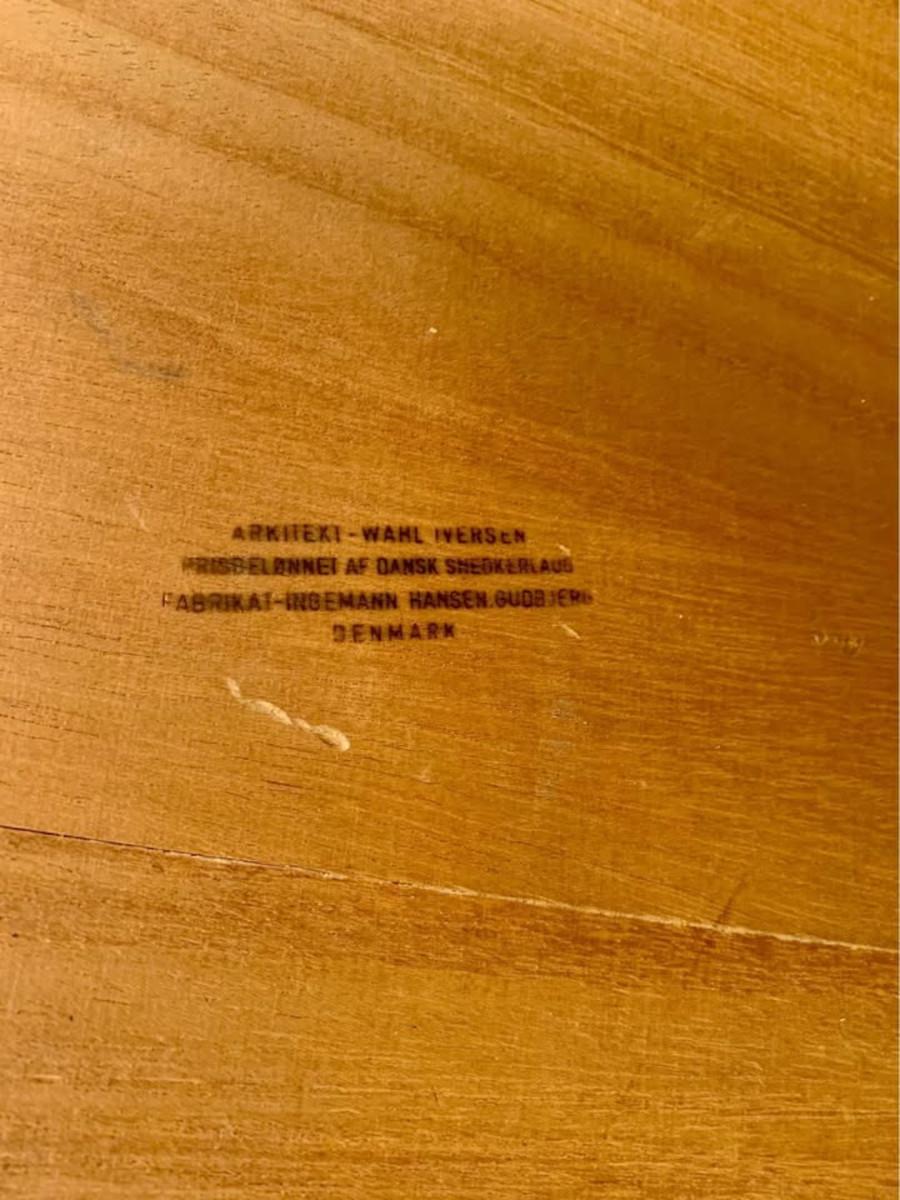 ARKITEKT-WAHL IVERSEN
PRISBELØNNET AF DANSK SNEDKERLAUG
FABRIKAT-INGEMANN HANSEN.GUDBJERG
DENMARK